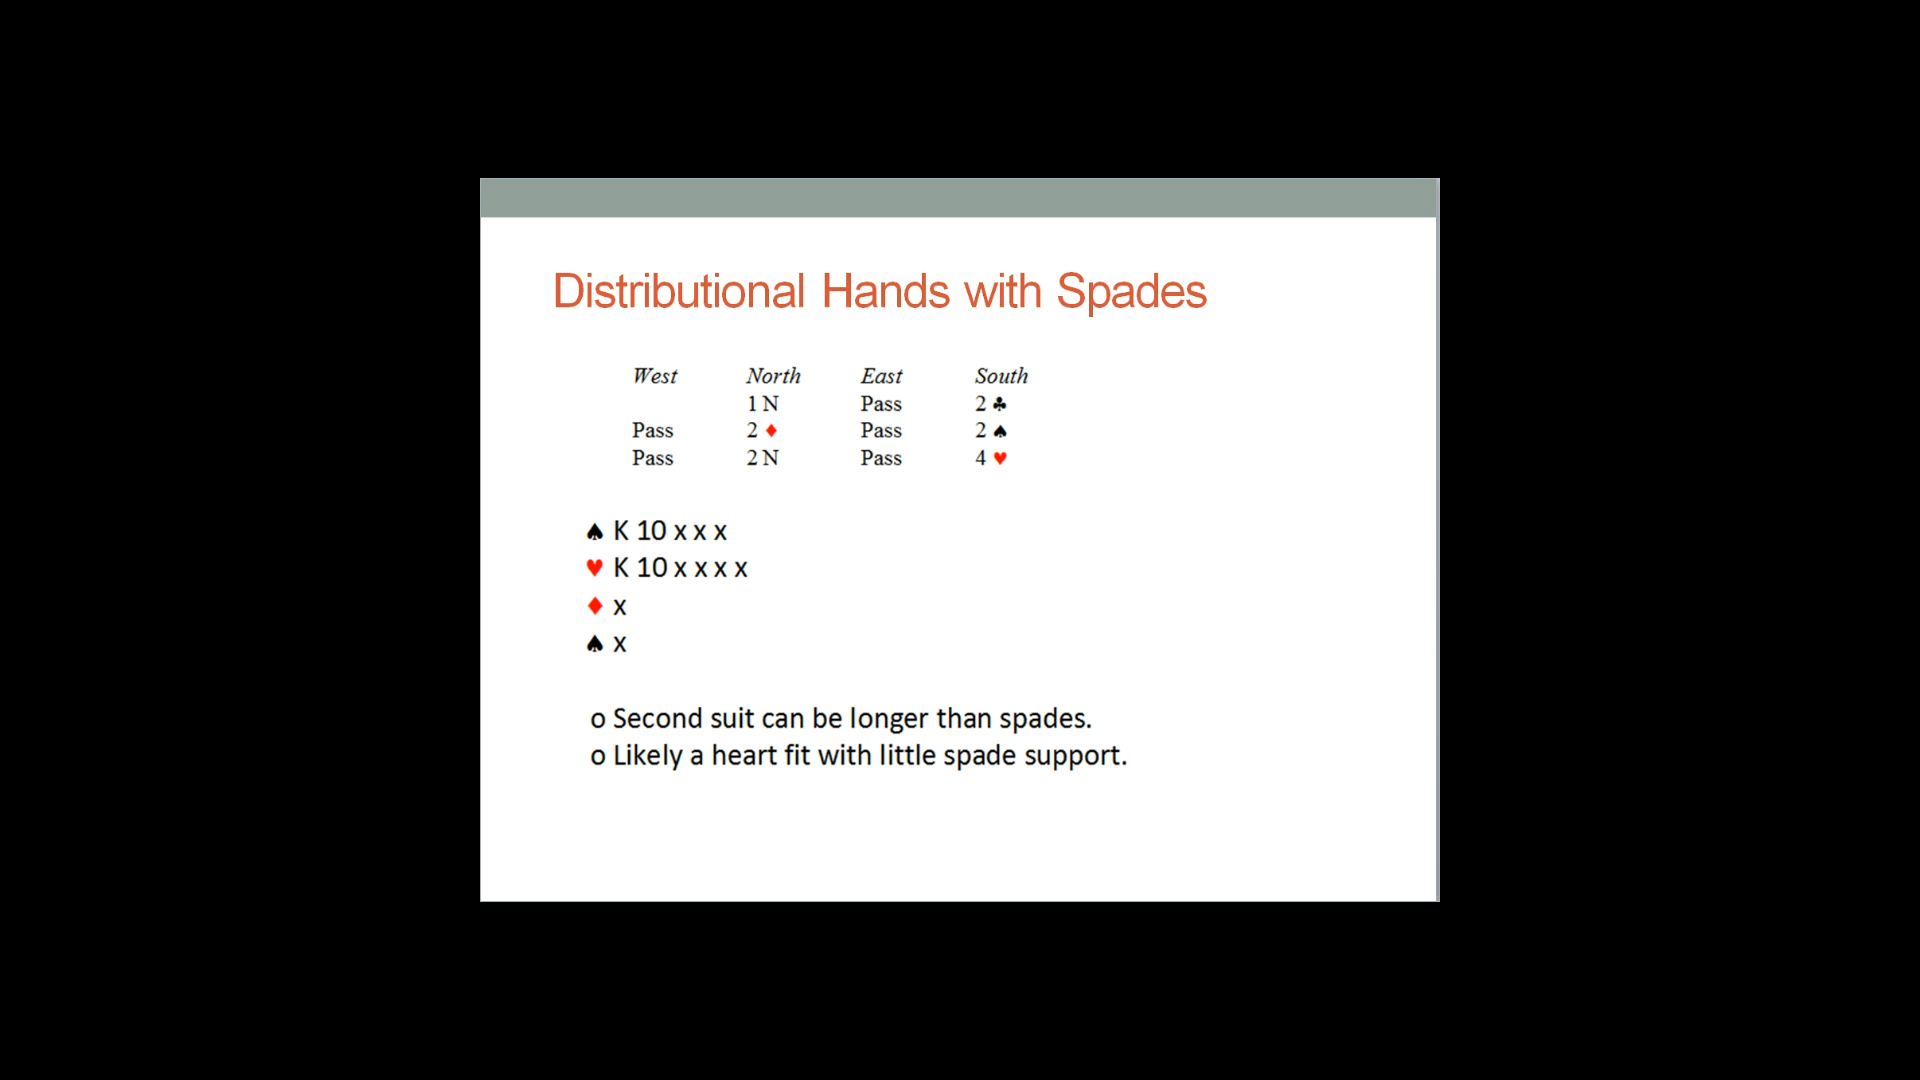 Distributional Hands with Spades
West North East South
1 N Pass 2 ♣
Pass 2 ♦ Pass 2 ♠
Pass 2 N Pass 4 ♥
♠ K 10 x x x
♥ K 10 x x x x
♦ x
♠ x
o Second suit can be longer than spades.
o Likely a heart fit with little spade support.